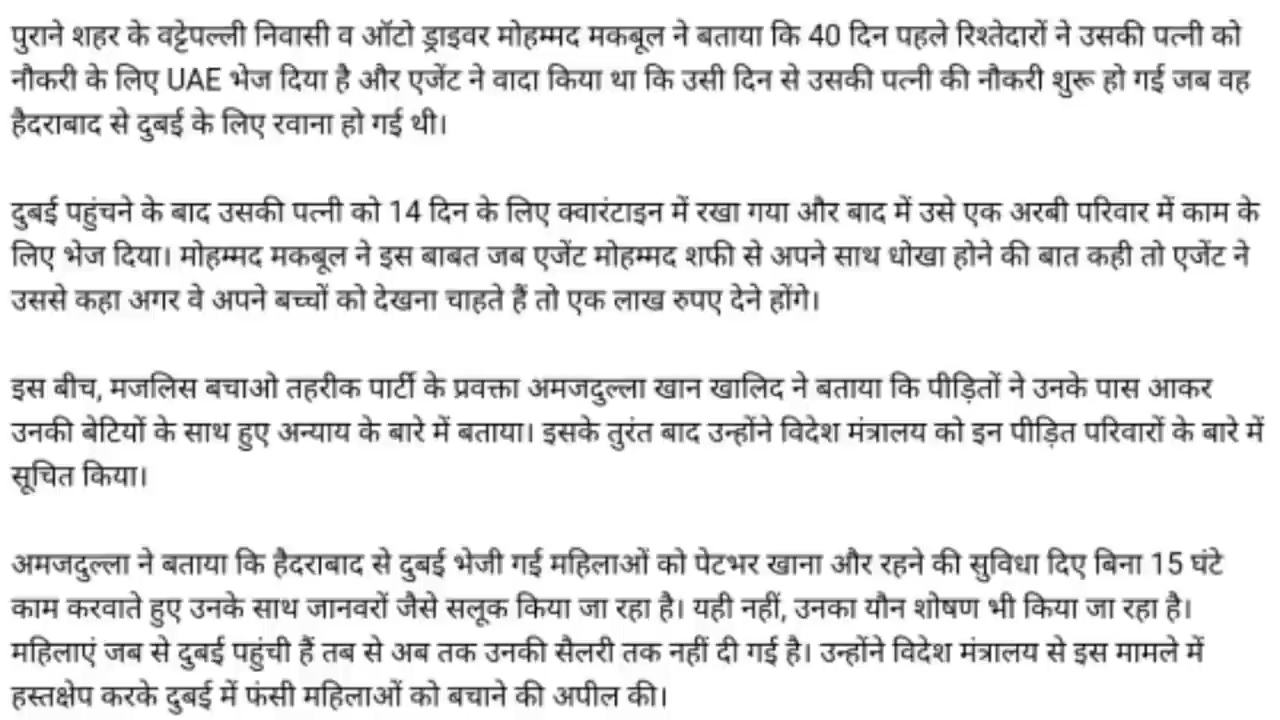 पुराने शहर के वट्टेपल्ली निवासी व ऑटो ड्राइवर मोहम्मद मकबूल ने बताया कि 40 दिन पहले रिश्तेदारों ने उसकी पत्नी को
नौकरी के लिए UAE भेज दिया है और एजेंट ने वादा किया था कि उसी दिन से उसकी पत्नी की नौकरी शुरू हो गई जब वह
हैदराबाद से दुबई के लिए रवाना हो गई थी।
दुबई पहुंचने के बाद उसकी पत्नी को 14 दिन के लिए क्वारंटाइन में रखा गया और बाद में उसे एक अरबी परिवार में काम के
लिए भेज दिया। मोहम्मद मकबूल ने इस बाबत जब एजेंट मोहम्मद शफी से अपने साथ धोखा होने की बात कही तो एजेंट ने
उससे कहा अगर वे अपने बच्चों को देखना चाहते हैं तो एक लाख रुपए देने होंगे।
इस बीच, मजलिस बचाओ तहरीक पार्टी के प्रवक्ता अमजदुल्ला खान खालिद ने बताया कि पीड़ितों ने उनके पास आकर
उनकी बेटियों के साथ हुए अन्याय के बारे में बताया। इसके तुरंत बाद उन्होंने विदेश मंत्रालय को इन पीड़ित परिवारों के बारे में
सूचित किया।
अमजदुल्ला ने बताया कि हैदराबाद से दुबई भेजी गई महिलाओं को पेटभर खाना और रहने की सुविधा दिए बिना 15 घंटे
काम करवाते हुए उनके साथ जानवरों जैसे सलूक किया जा रहा है। यही नहीं, उनका यौन शोषण भी किया जा रहा है।
महिलाएं जब से दुबई पहुंची हैं तब से अब तक उनकी सैलरी तक नहीं दी गई है। उन्होंने विदेश मंत्रालय से इस मामले में
हस्तक्षेप करके दुबई में फंसी महिलाओं को बचाने की अपील की।